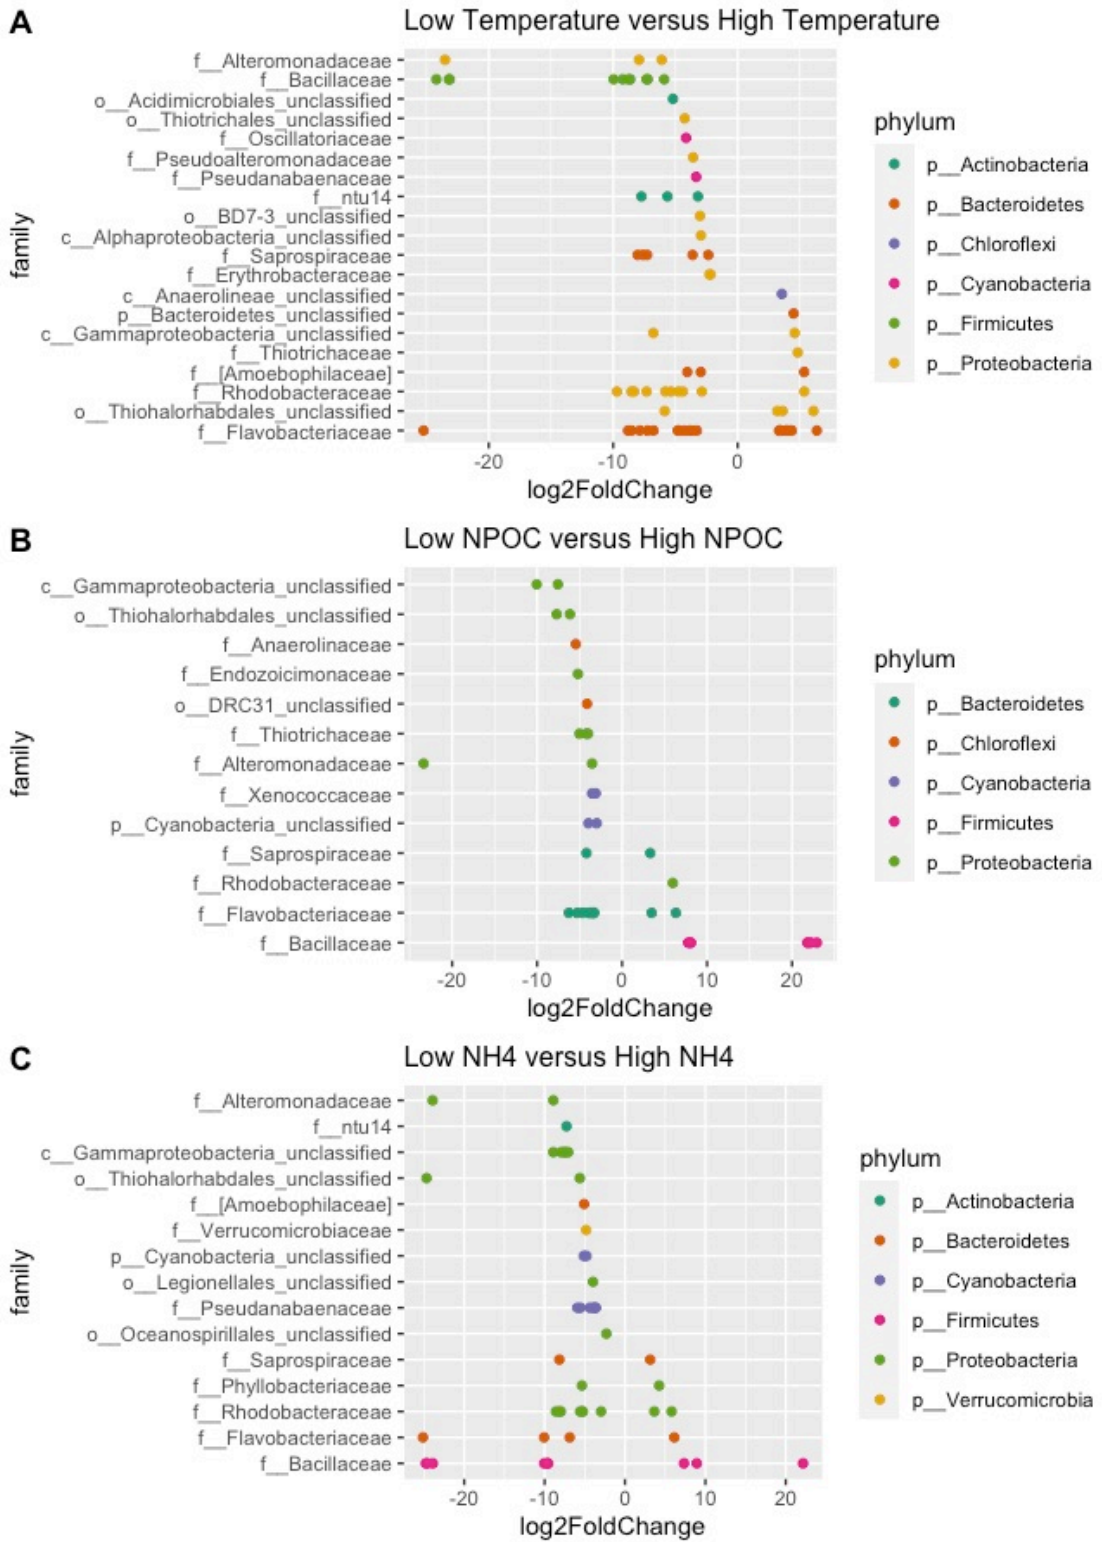 A
Low Temperature versus High Temperature
family
f__Alteromonadaceae
f__Bacillaceae
o__Acidimicrobiales_unclassified
o__Thiotrichales_unclassified
f__Oscillatoriaceae
f__Pseudoalteromonadaceae
f__Pseudanabaenaceae
f__ntu14
o__BD7-3_unclassified
c__Alphaproteobacteria_unclassified
f__Saprospiraceae
f__Erythrobacteraceae
c__Anaerolineae_unclassified
p__Bacteroidetes_unclassified
c__Gammaproteobacteria_unclassified
f__Thiotrichaceae
f__[Amoebophilaceae]
f__Rhodobacteraceae
o__Thiohalorhabdales_unclassified
f__Flavobacteriaceae
-20 -10 0
log2FoldChange
phylum
p__Actinobacteria
p__Bacteroidetes
p__Chloroflexi
p__Cyanobacteria
p__Firmicutes
p__Proteobacteria
B
Low NPOC versus High NPOC
family
c__Gammaproteobacteria_unclassified
o__Thiohalorhabdales_unclassified
f__Anaerolinaceae
f__Endozoicimonaceae
o__DRC31_unclassified
f__Thiotrichaceae
f__Alteromonadaceae
f__Xenococcaceae
p__Cyanobacteria_unclassified
f__Saprospiraceae
f__Rhodobacteraceae
f__Flavobacteriaceae
f__Bacillaceae
-20 -10 0 10 20
log2FoldChange
phylum
p__Bacteroidetes
p__Chloroflexi
p__Cyanobacteria
p__Firmicutes
p__Proteobacteria
C
Low NH4 versus High NH4
family
f__Alteromonadaceae
f__ntu14
c__Gammaproteobacteria_unclassified
o__Thiohalorhabdales_unclassified
f__[Amoebophilaceae]
f__Verrucomicrobiaceae
p__Cyanobacteria_unclassified
o__Legionellales_unclassified
f__Pseudanabaenaceae
o__Oceanospirillales_unclassified
f__Saprospiraceae
f__Phyllobacteriaceae
f__Rhodobacteraceae
f__Flavobacteriaceae
f__Bacillaceae
-20 -10 0 10 20
log2FoldChange
phylum
p__Actinobacteria
p__Bacteroidetes
p__Cyanobacteria
p__Firmicutes
p__Proteobacteria
p__Verrucomicrobia